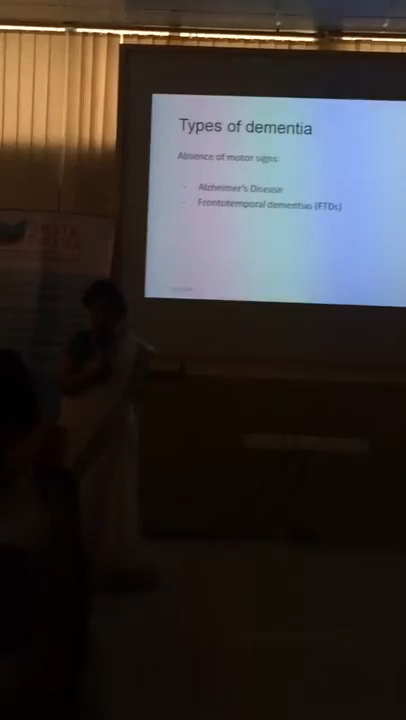 Types of dementia
Absence of motor signs
- Alzheimer's Disease
- Frontotemporal dementias (FTDs)